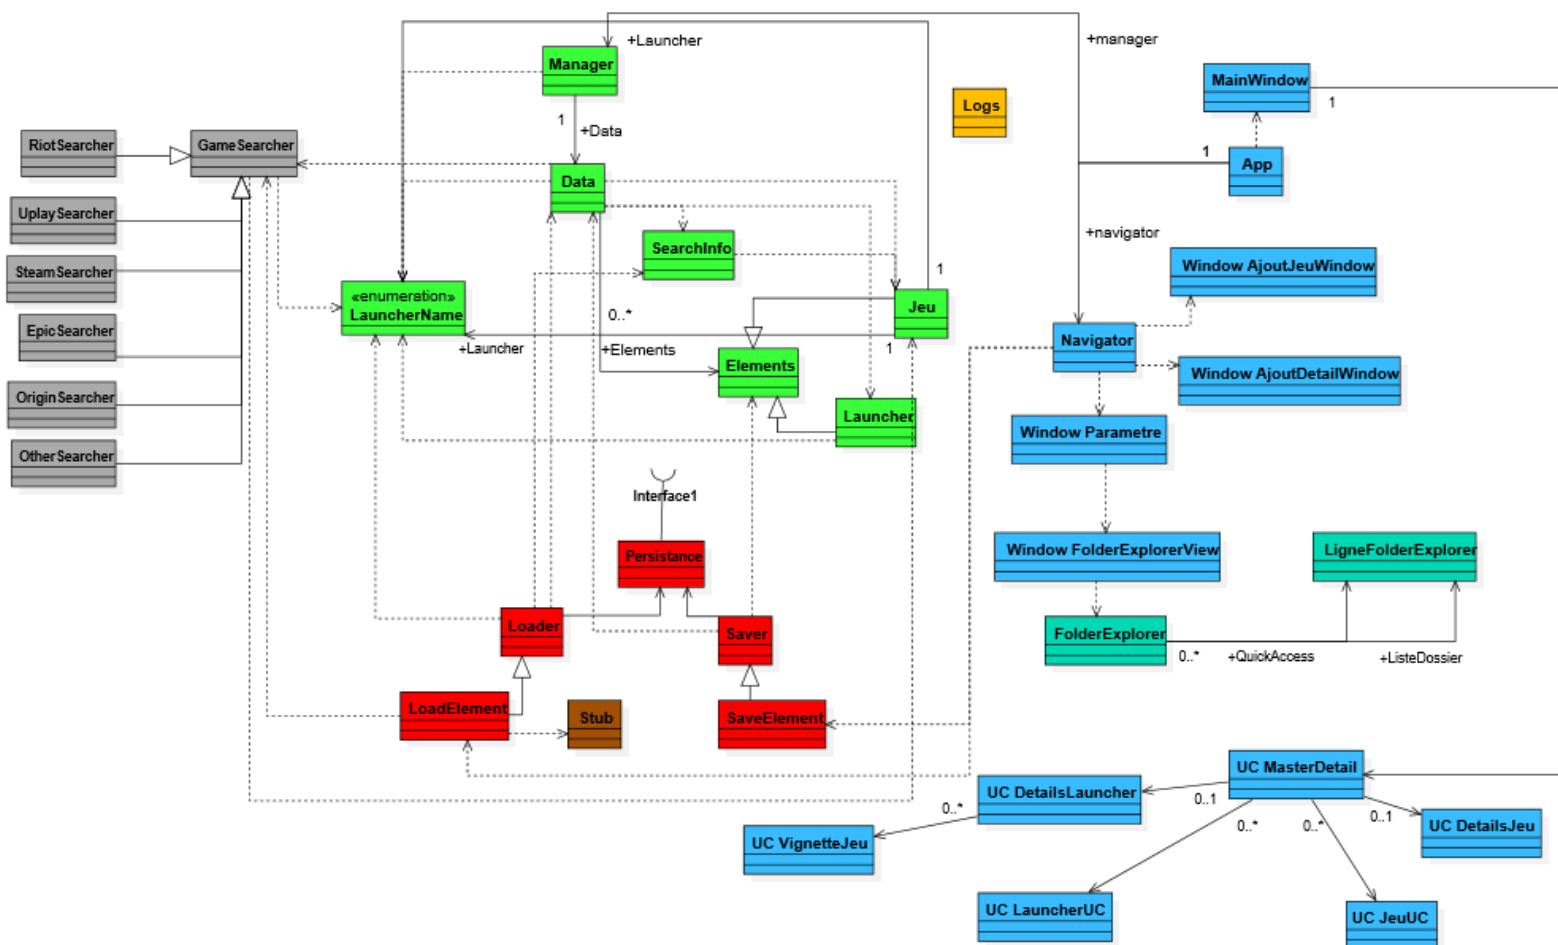 +Launcher
+manager
Manager
MainWindow
1
Logs
1
+Data
RiotSearcher
GameSearcher
1
App
Data
UplaySearcher
+navigator
SearchInfo
Window AjoutJeuWindow
SteamSearcher
1
«enumeration»
LauncherName
Jeu
0..*
EpicSearcher
Navigator
+Launcher
+Elements
1
Elements
Window AjoutDetailWindow
OriginSearcher
Launcher
Window Parametre
OtherSearcher
Interface1
Persistance
Window FolderExplorerView
LigneFolderExplorer
Loader
Saver
FolderExplorer
0..*
+QuickAccess
+ListeDossier
LoadElement
Stub
SaveElement
UC MasterDetail
UC DetailsLauncher
0..1
0..*
0..*
0..*
0..1
UC DetailsJeu
UC VignetteJeu
UC LauncherUC
UC JeuUC